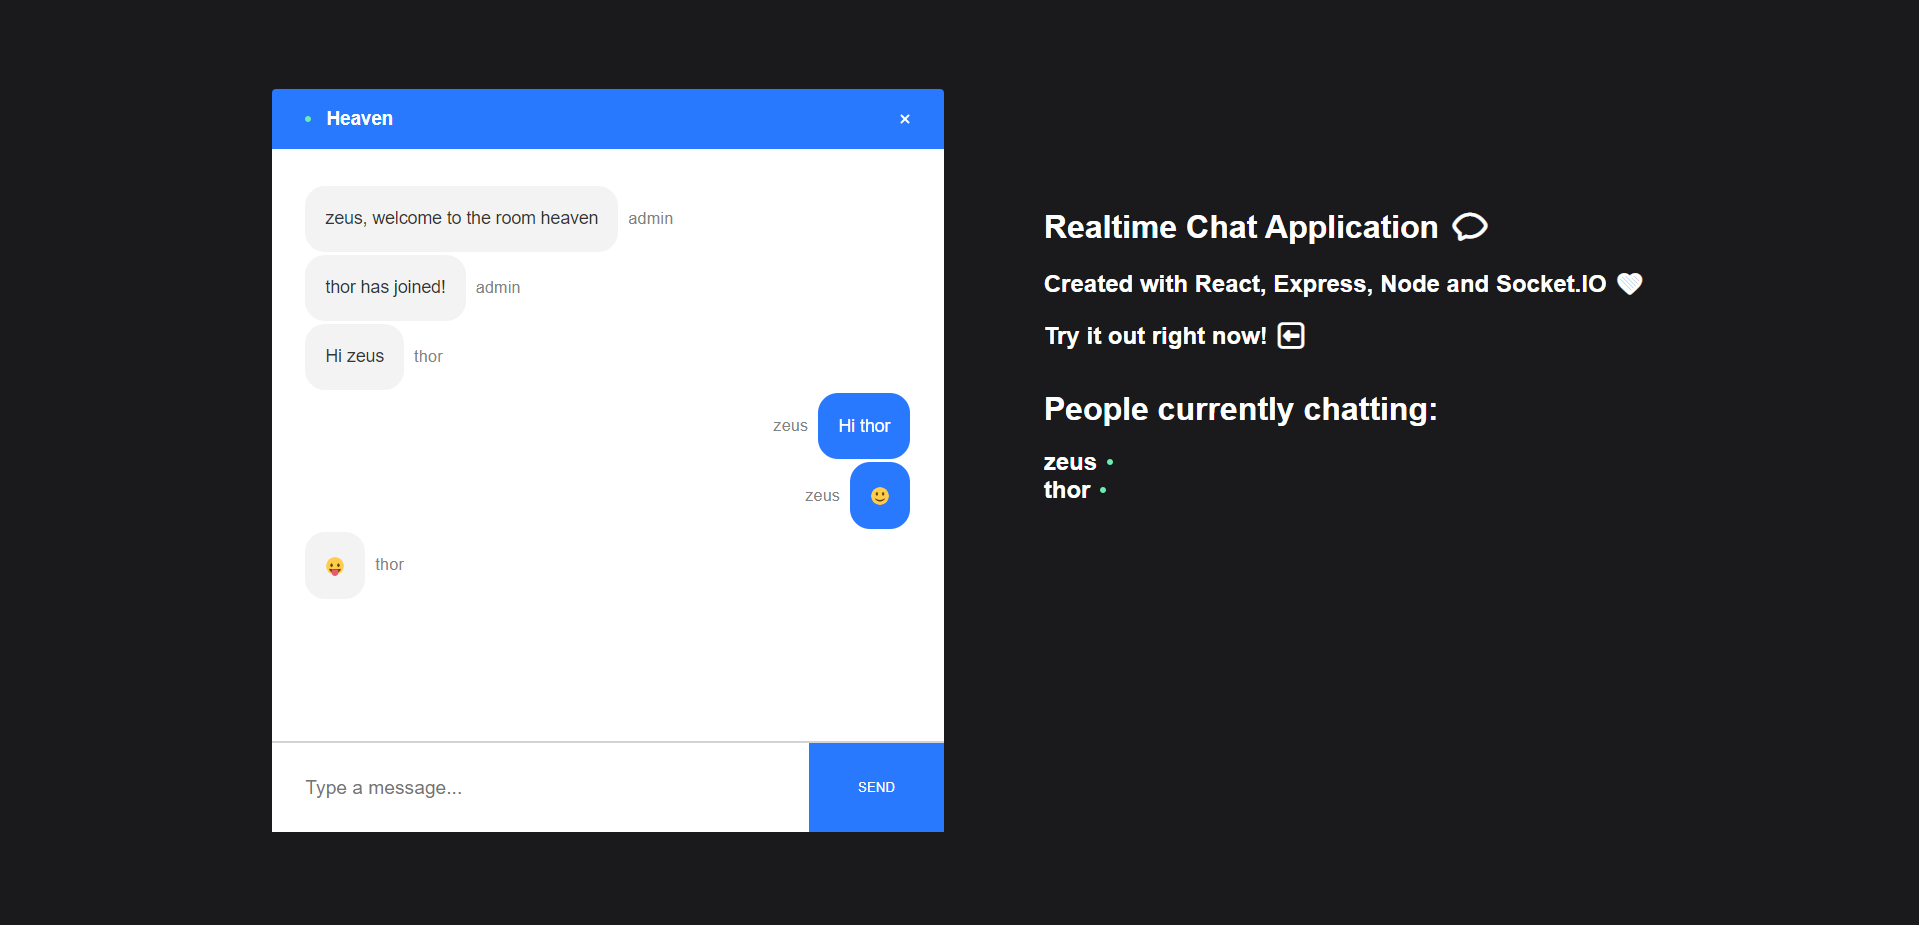 Heaven ×
zeus, welcome to the room heaven admin
thor has joined! admin
Hi zeus thor
zeus Hi thor
zeus 🙂
😛 thor
Type a message...
SEND
Realtime Chat Application
Created with React, Express, Node and Socket.IO
Try it out right now!
People currently chatting:
zeus
thor